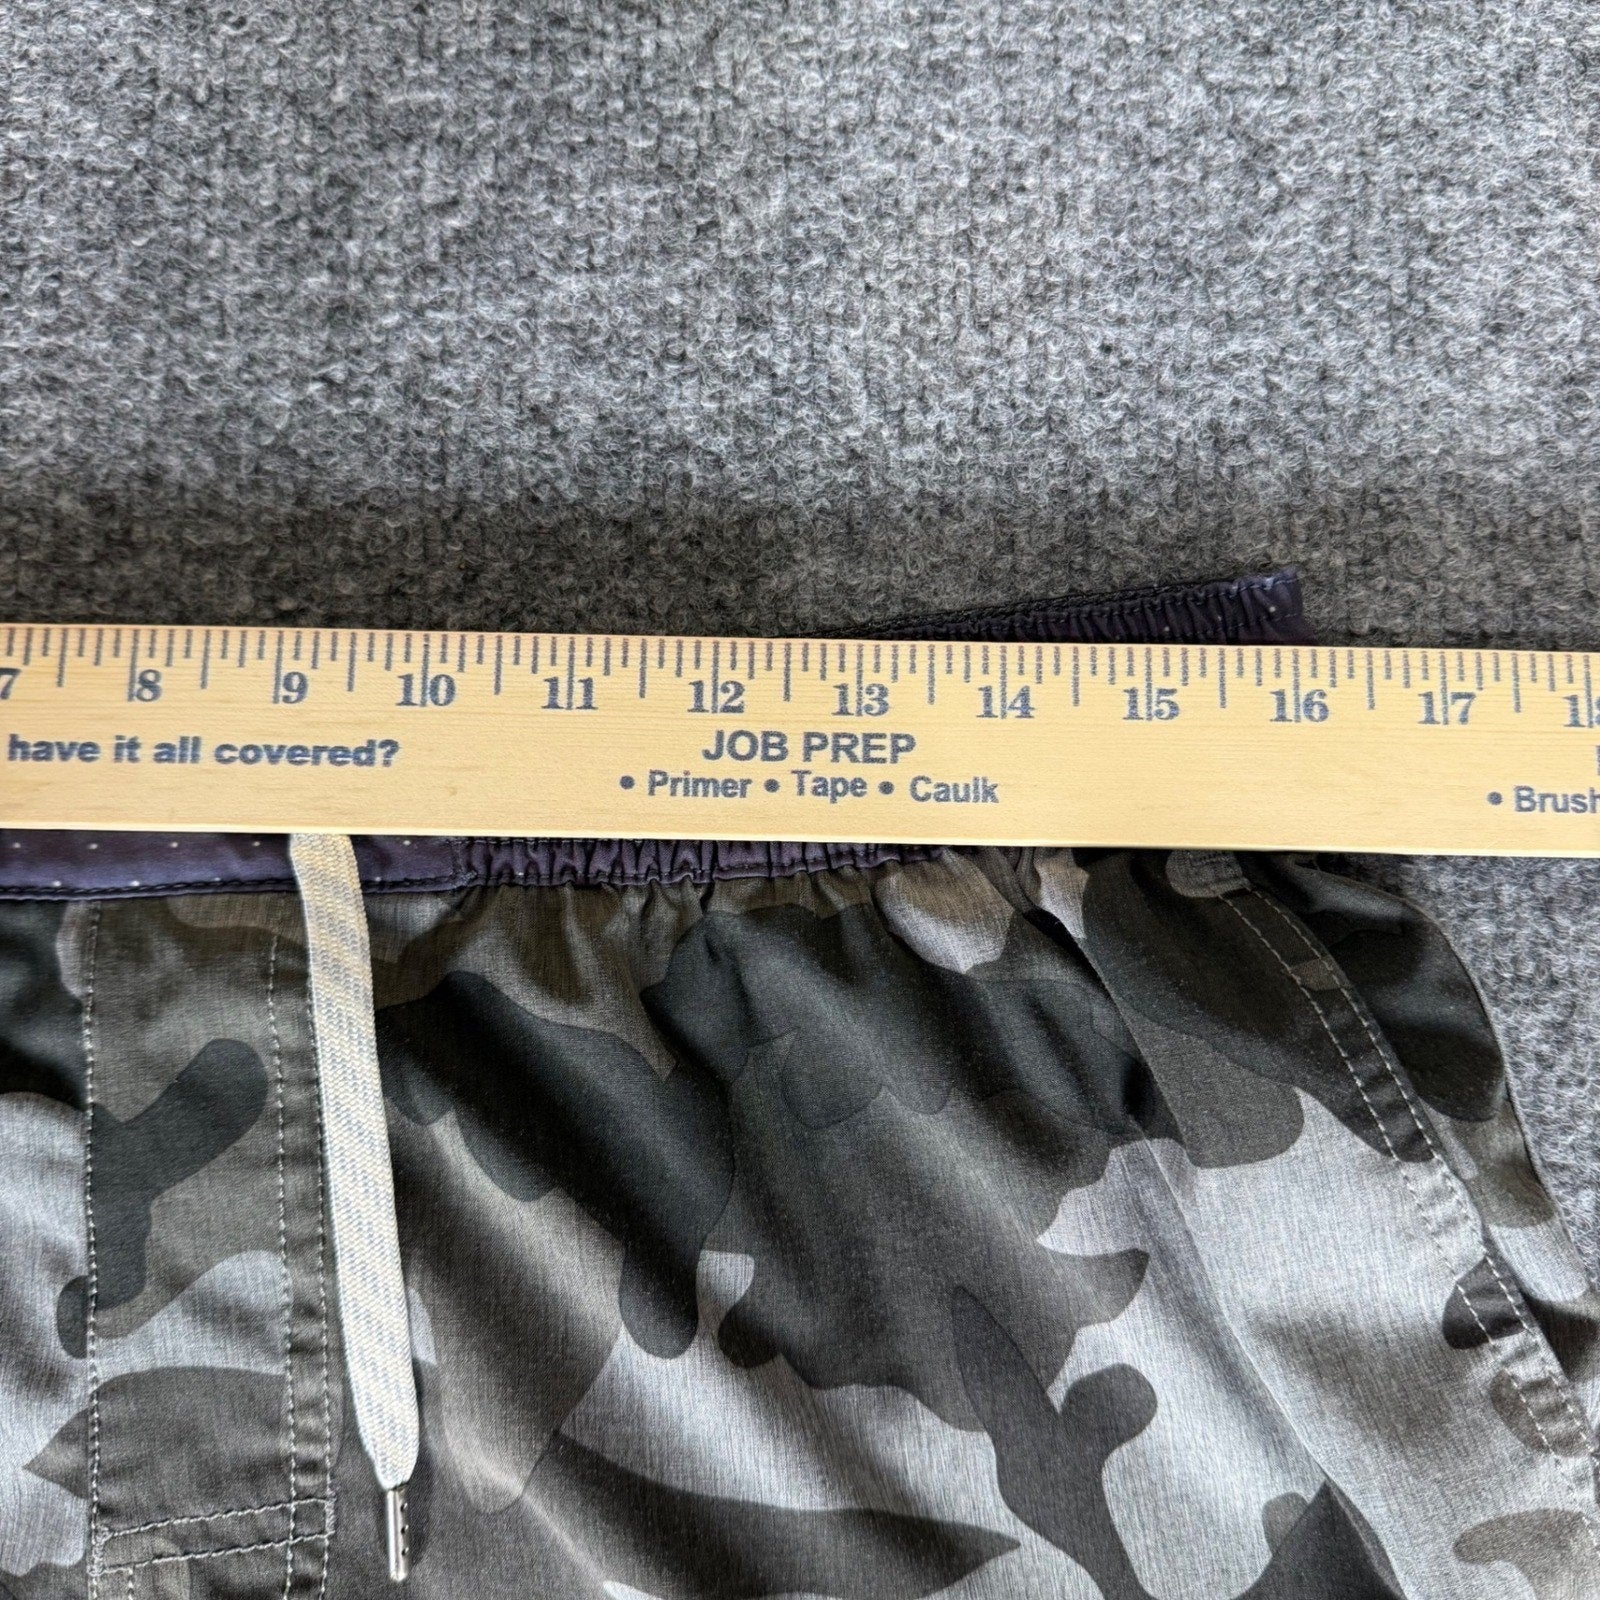 7 8 9 10 11 12 13 14 15 16 17
have it all covered?
JOB PREP
• Primer • Tape • Caulk
• Brush